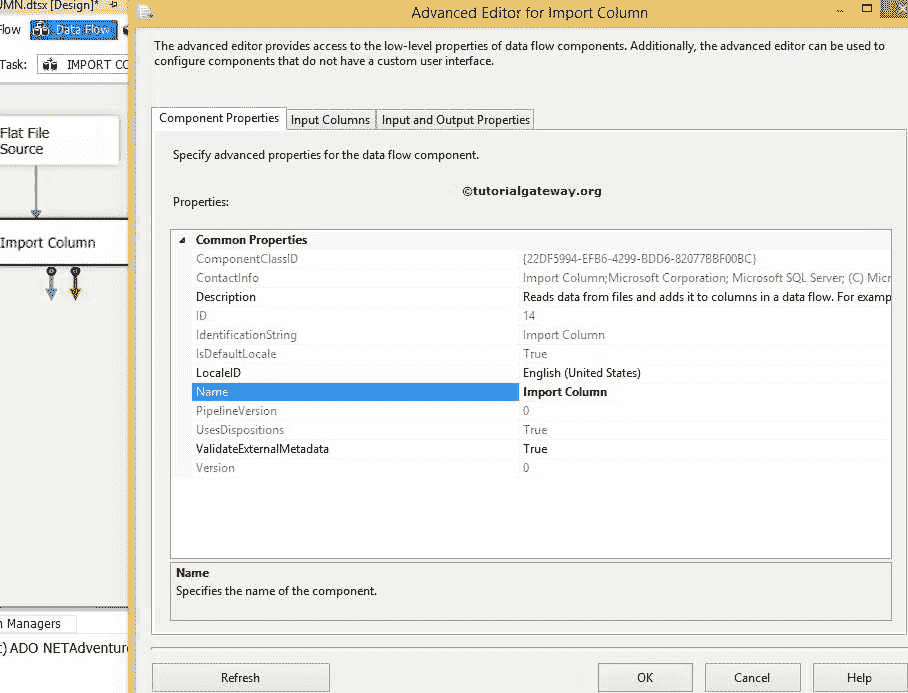 UMN.dtsx [Design]*
Advanced Editor for Import Column
Flow
Data Flow
Task:
IMPORT CO
The advanced editor provides access to the low-level properties of data flow components. Additionally, the advanced editor can be used to
configure components that do not have a custom user interface.
Component Properties
Input Columns
Input and Output Properties
Flat File
Source
Import Column
Specify advanced properties for the data flow component.
©tutorialgateway.org
Properties:
Common Properties
ComponentClassID {22DF5994-EFB6-4299-BDD6-82077BBF00BC}
ContactInfo Import Column;Microsoft Corporation; Microsoft SQL Server; (C) Micr
Description Reads data from files and adds it to columns in a data flow. For examp
ID 14
IdentificationString Import Column
IsDefaultLocale True
LocaleID English (United States)
Name Import Column
PipelineVersion 0
UsesDispositions True
ValidateExternalMetadata True
Version 0
Name
Specifies the name of the component.
n Managers
) ADO NETAdventure
Refresh
OK
Cancel
Help